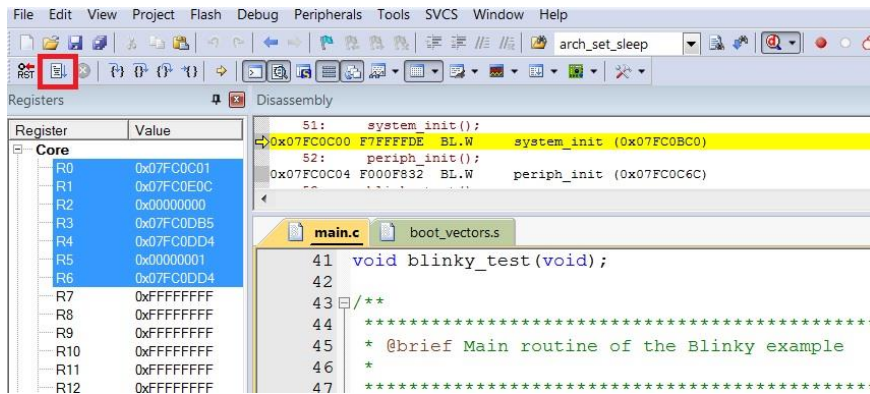 File Edit View Project Flash Debug Peripherals Tools SVCS Window Help
arch_set_sleep
RST
Registers
Disassembly
Register Value
Core
R0 0x07FC0C01
R1 0x07FC0E0C
R2 0x00000000
R3 0x07FC0DB5
R4 0x07FC0DD4
R5 0x00000001
R6 0x07FC0DD4
R7 0xFFFFFFFF
R8 0xFFFFFFFF
R9 0xFFFFFFFF
R10 0xFFFFFFFF
R11 0xFFFFFFFF
R12 0xFFFFFFFF
51: system_init();
0x07FC0C00 F7FFFFDE BL.W system_init (0x07FC0BC0)
52: periph_init();
0x07FC0C04 F000F832 BL.W periph_init (0x07FC0C6C)
main.c boot_vectors.s
41 void blinky_test(void);
42
43 /**
44 ************************************************
45 * @brief Main routine of the Blinky example
46 *
47 ************************************************